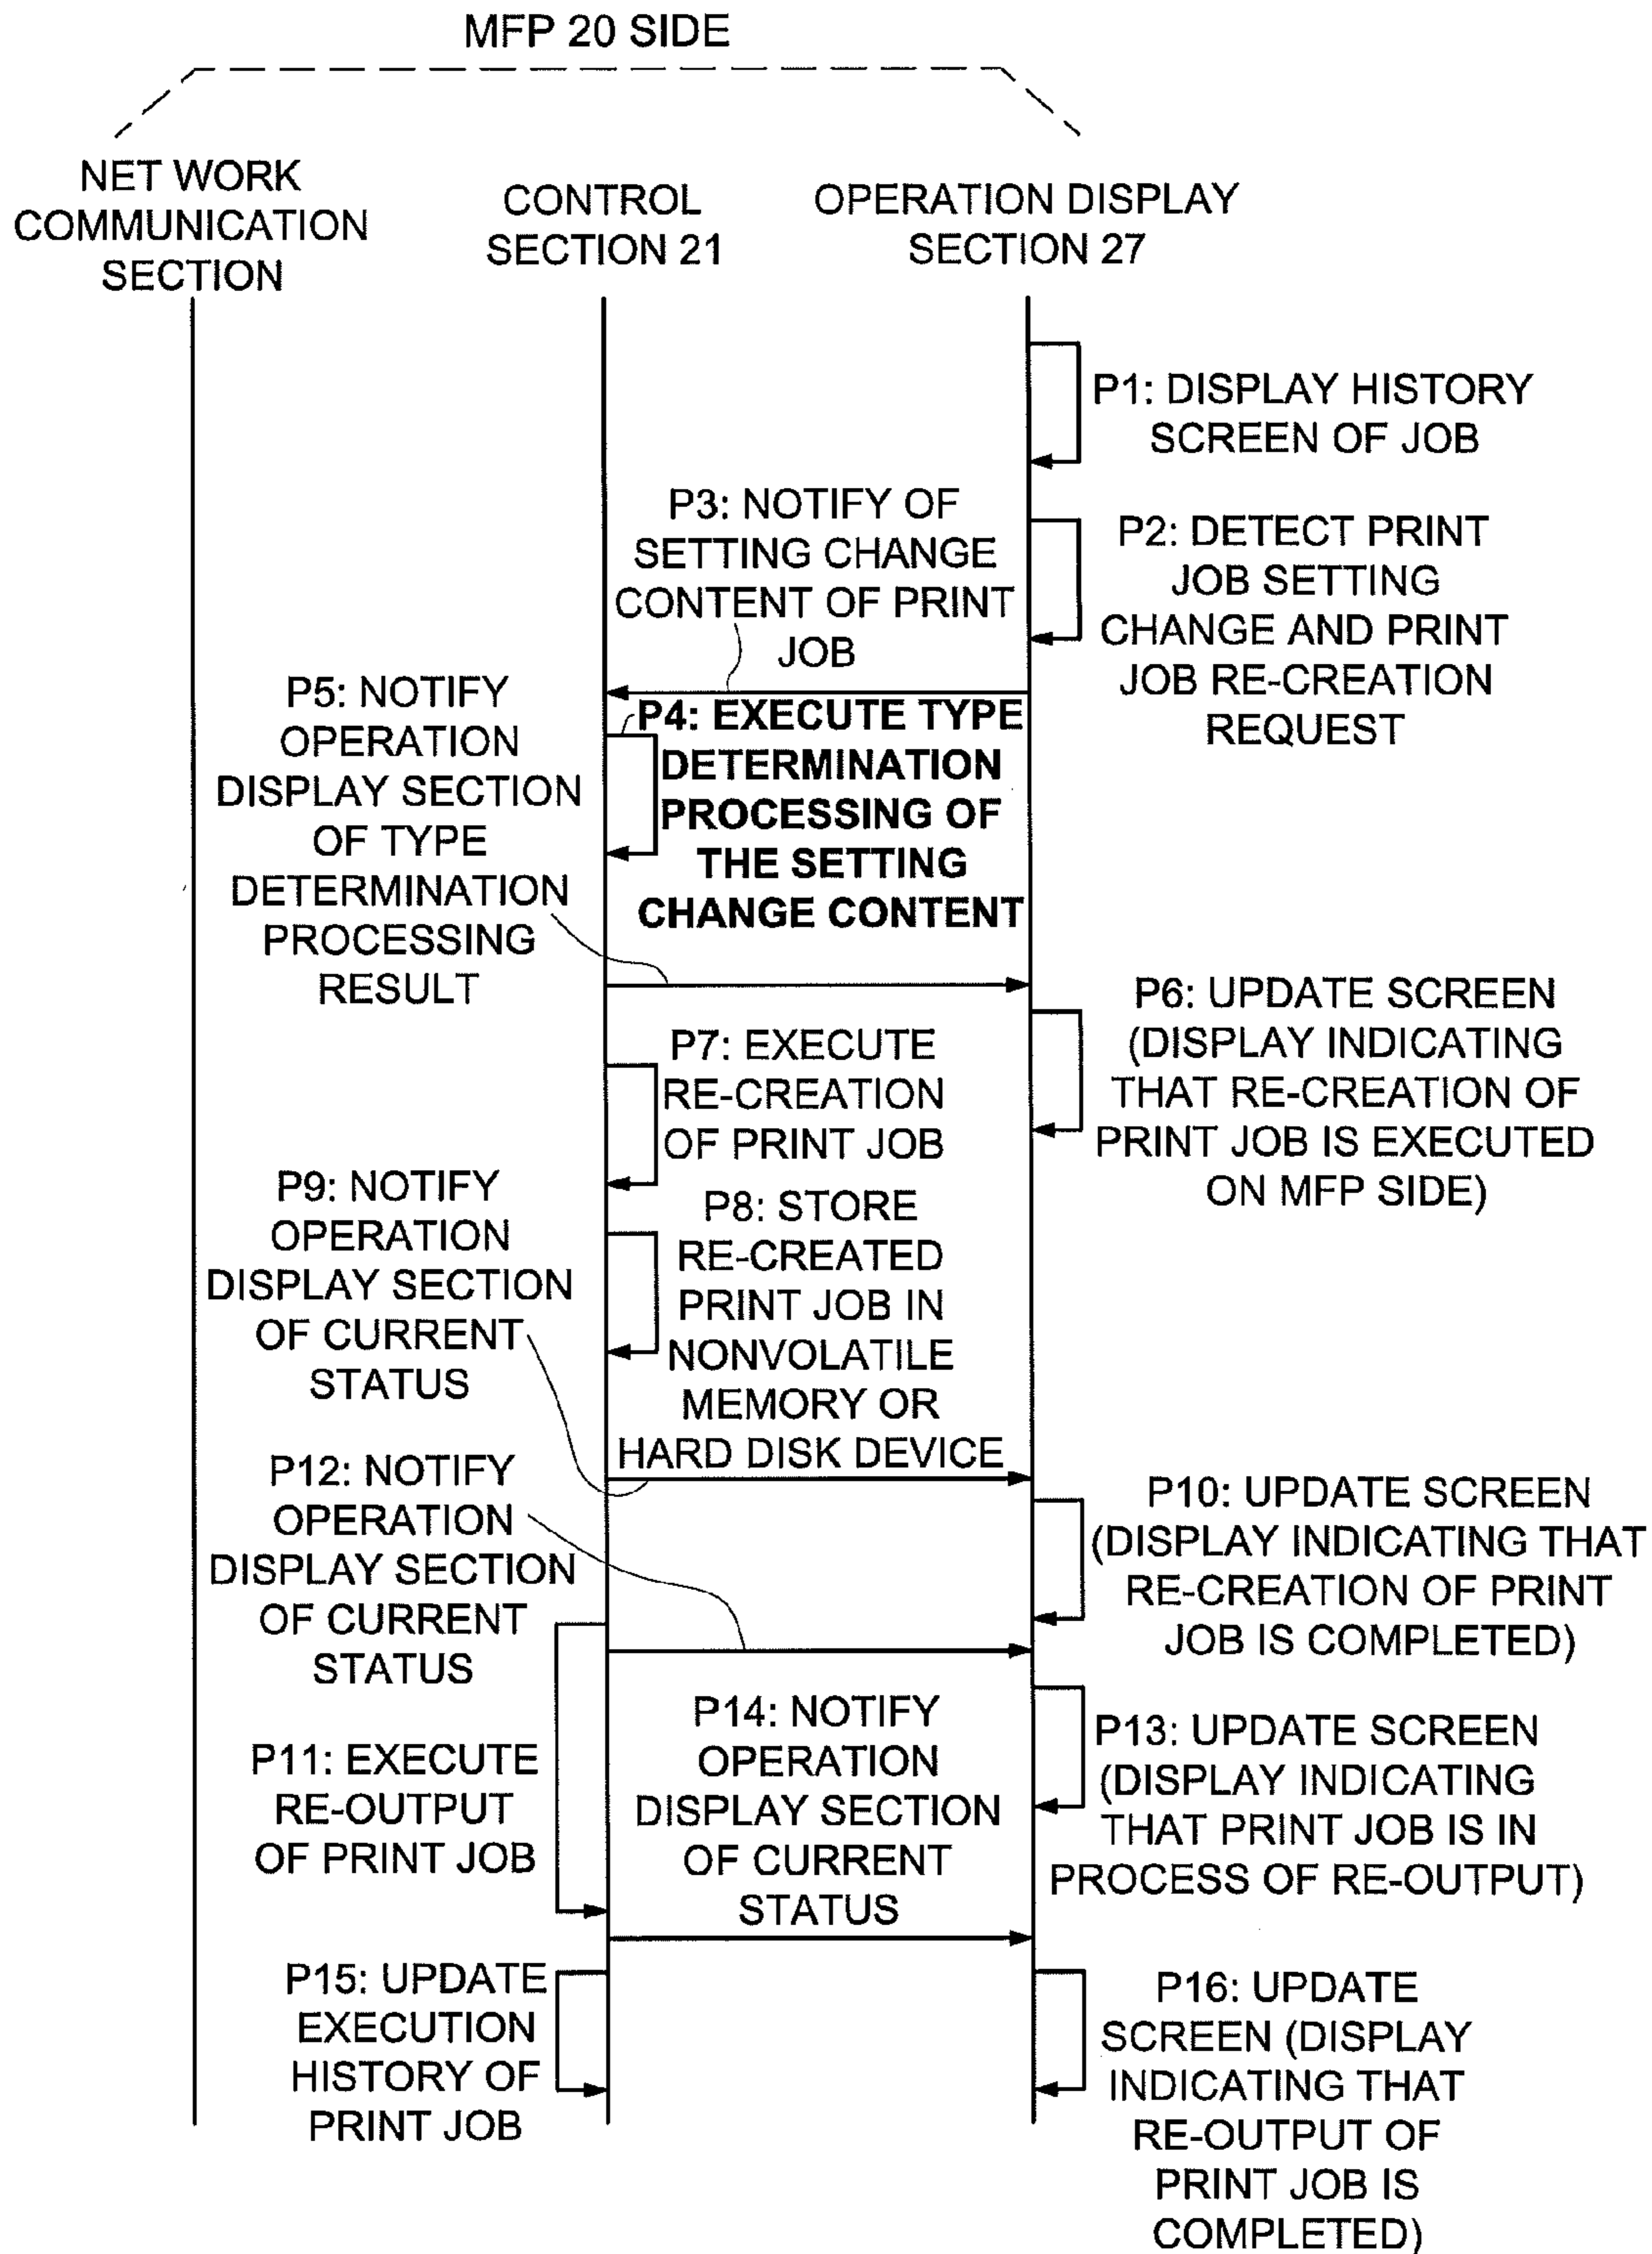 MFP 20 SIDE
NET WORK
COMMUNICATION
SECTION
CONTROL
SECTION 21
OPERATION DISPLAY
SECTION 27
P1: DISPLAY HISTORY
SCREEN OF JOB
P2: DETECT PRINT
JOB SETTING
CHANGE AND PRINT
JOB RE-CREATION
REQUEST
P3: NOTIFY OF
SETTING CHANGE
CONTENT OF PRINT
JOB
P4: EXECUTE TYPE
DETERMINATION
PROCESSING OF
THE SETTING
CHANGE CONTENT
P5: NOTIFY
OPERATION
DISPLAY SECTION
OF TYPE
DETERMINATION
PROCESSING
RESULT
P6: UPDATE SCREEN
(DISPLAY INDICATING
THAT RE-CREATION OF
PRINT JOB IS EXECUTED
ON MFP SIDE)
P7: EXECUTE
RE-CREATION
OF PRINT JOB
P8: STORE
RE-CREATED
PRINT JOB IN
NONVOLATILE
MEMORY OR
HARD DISK DEVICE
P9: NOTIFY
OPERATION
DISPLAY SECTION
OF CURRENT
STATUS
P10: UPDATE SCREEN
(DISPLAY INDICATING THAT
RE-CREATION OF PRINT
JOB IS COMPLETED)
P12: NOTIFY
OPERATION
DISPLAY SECTION
OF CURRENT
STATUS
P11: EXECUTE
RE-OUTPUT
OF PRINT JOB
P13: UPDATE SCREEN
(DISPLAY INDICATING
THAT PRINT JOB IS IN
PROCESS OF RE-OUTPUT)
P14: NOTIFY
OPERATION
DISPLAY SECTION
OF CURRENT
STATUS
P15: UPDATE
EXECUTION
HISTORY OF
PRINT JOB
P16: UPDATE
SCREEN (DISPLAY
INDICATING THAT
RE-OUTPUT OF
PRINT JOB IS
COMPLETED)